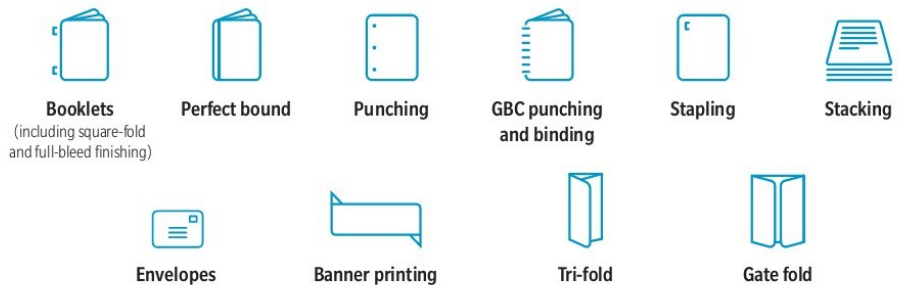 Booklets
(including square-fold
and full-bleed finishing)
Perfect bound
Punching
GBC punching
and binding
Stapling
Stacking
Envelopes
Banner printing
Tri-fold
Gate fold